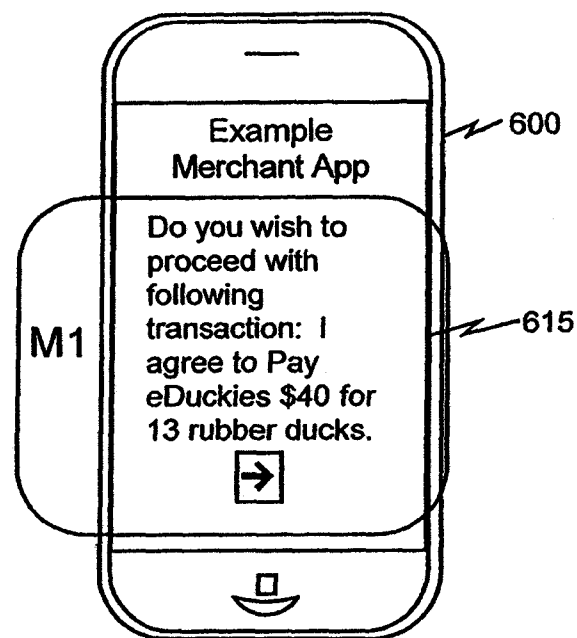 Example
Merchant App
600
Do you wish to
proceed with
following
transaction: I
agree to Pay
eDuckies $40 for
13 rubber ducks.
M1
615